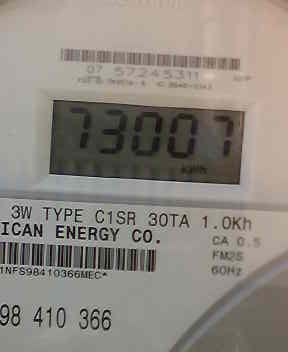 07 57245311
73007
kWh
3W TYPE C1SR 30TA 1.0Kh
ICAN ENERGY CO.
CA 0.5
FM2S
60Hz
1NFS98410366MEC*
98 410 366